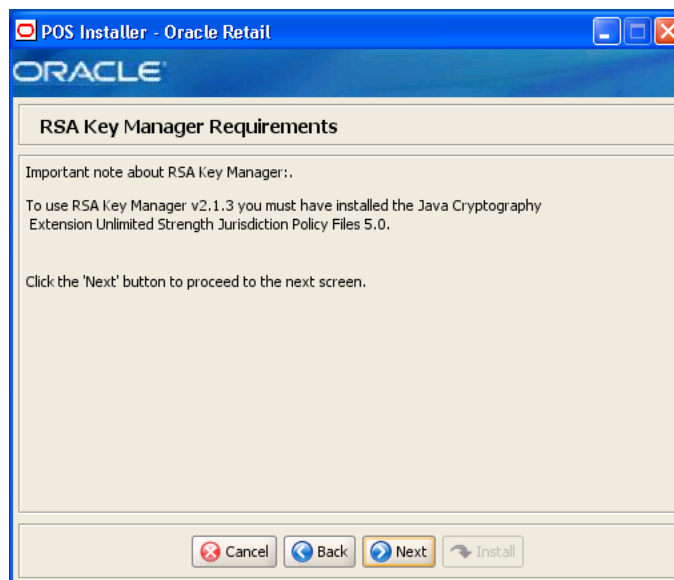 POS Installer - Oracle Retail
ORACLE
RSA Key Manager Requirements
Important note about RSA Key Manager:.
To use RSA Key Manager v2.1.3 you must have installed the Java Cryptography
Extension Unlimited Strength Jurisdiction Policy Files 5.0.
Click the 'Next' button to proceed to the next screen.
Cancel Back Next Install